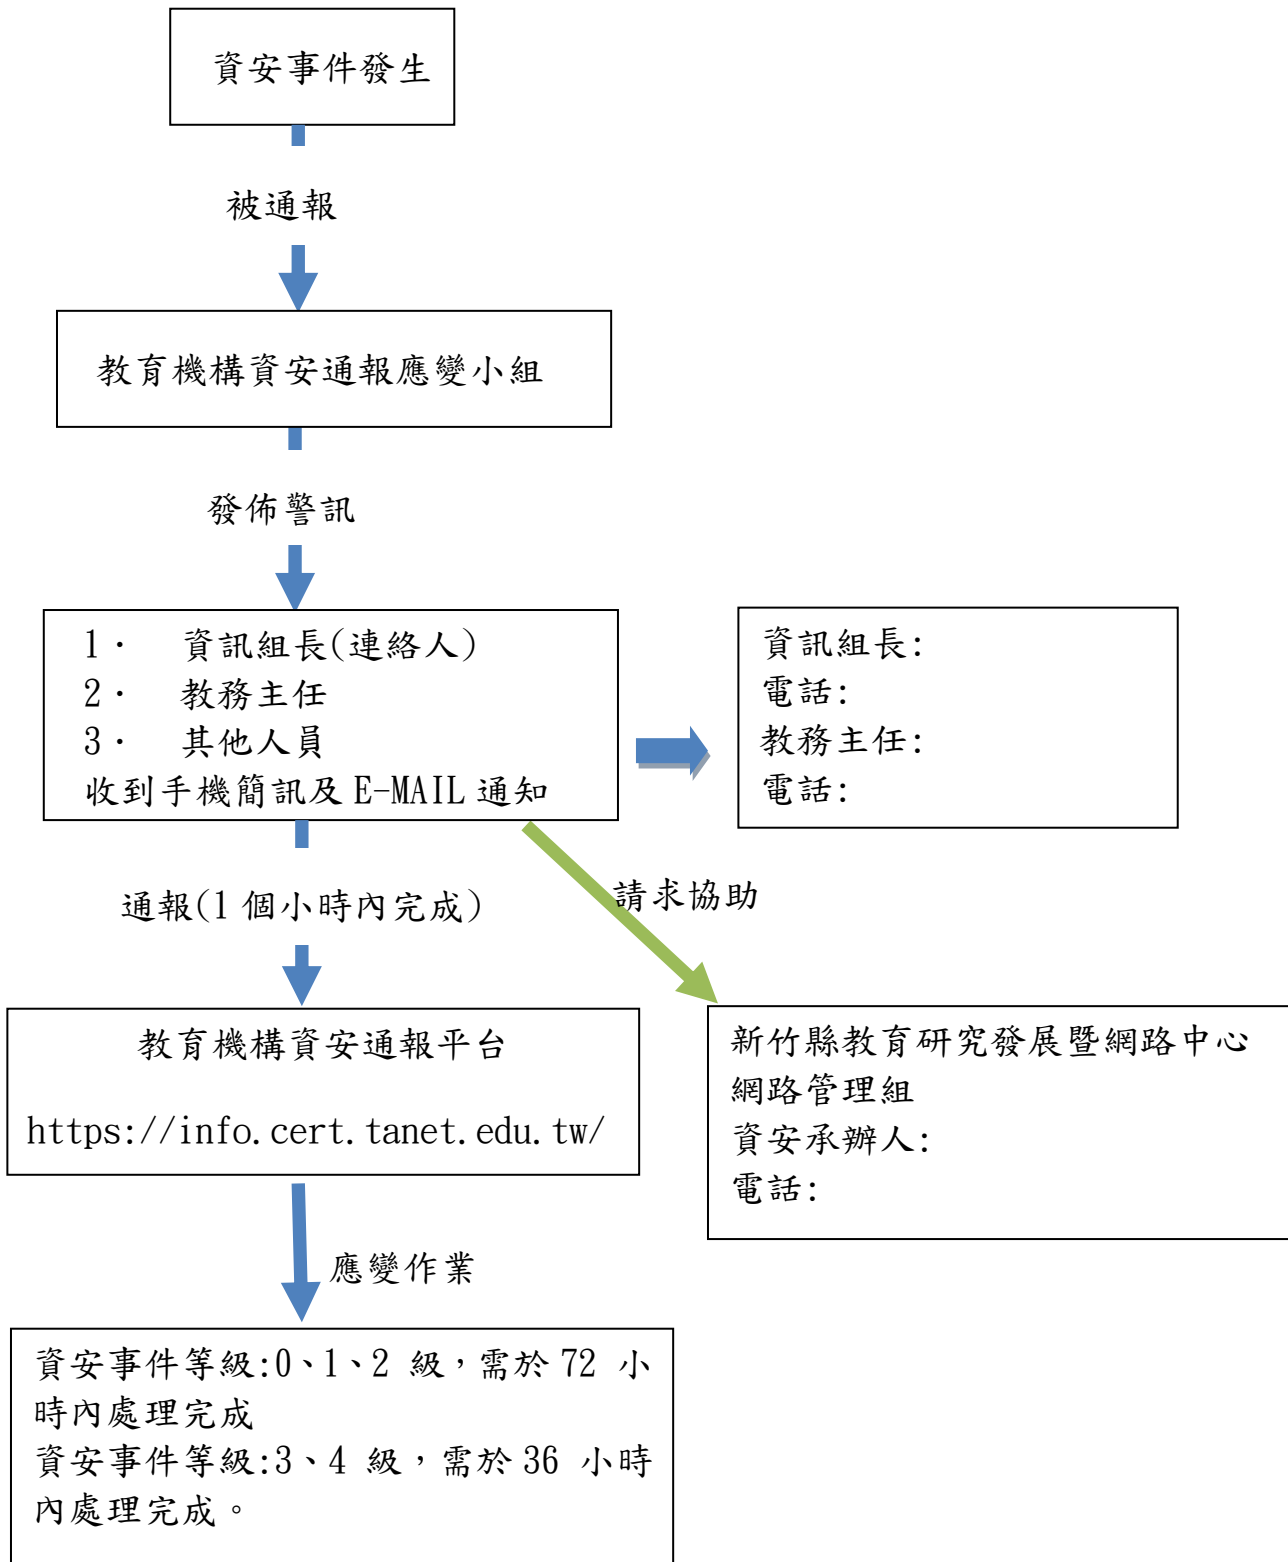 資安事件發生
被通報
教育機構資安通報應變小組
發佈警訊
1. 資訊組長(連絡人)
2. 教務主任
3. 其他人員
收到手機簡訊及 E-MAIL 通知
資訊組長:
電話:
教務主任:
電話:
通報(1 個小時內完成)
請求協助
教育機構資安通報平台
https://info.cert.tanet.edu.tw/
新竹縣教育研究發展暨網路中心
網路管理組
資安承辦人:
電話:
應變作業
資安事件等級:0、1、2 級,需於 72 小
時內處理完成
資安事件等級:3、4 級,需於 36 小時
內處理完成。